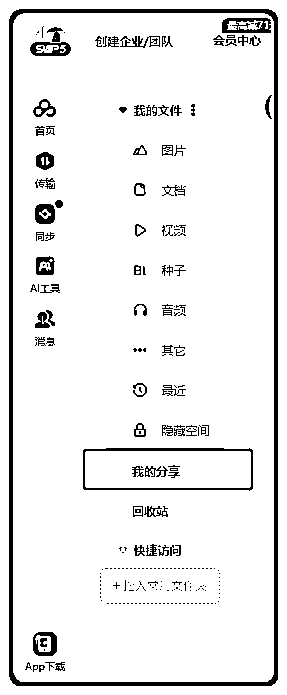 SVIP5
创建企业/团队
会员中心
首页
传输
同步
AI工具
消息
我的文件
图片
文档
视频
BT
种子
音频
其它
最近
隐藏空间
我的分享
回收站
快捷访问
App下载